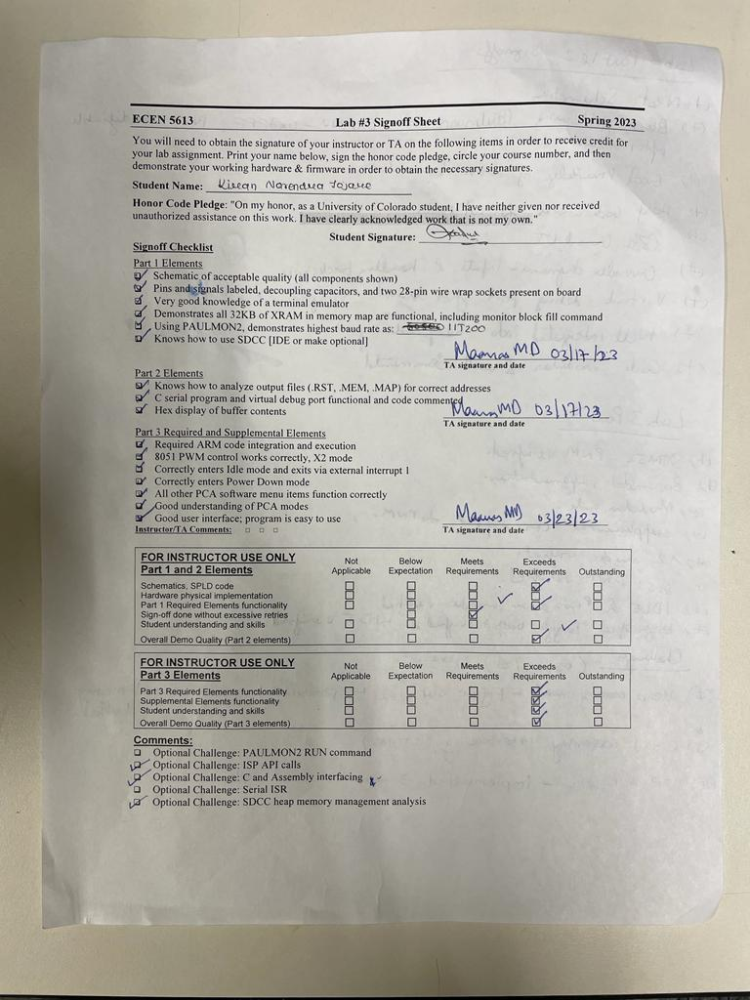 ECEN 5613 Lab #3 Signoff Sheet Spring 2023
You will need to obtain the signature of your instructor or TA on the following items in order to receive credit for
your lab assignment. Print your name below, sign the honor code pledge, circle your course number, and then
demonstrate your working hardware & firmware in order to obtain the necessary signatures.
Student Name: Kiran Narendra
Honor Code Pledge: "On my honor, as a University of Colorado student, I have neither given nor received
unauthorized assistance on this work. I have clearly acknowledged work that is not my own."
Student Signature:
Signoff Checklist
Part 1 Elements
Schematic of acceptable quality (all components shown)
Pins and signals labeled, decoupling capacitors, and two 28-pin wire wrap sockets present on board
Very good knowledge of a terminal emulator
Demonstrates all 32KB of XRAM in memory map are functional, including monitor block fill command
Using PAULMON2, demonstrates highest baud rate as:
Knows how to use SDCC [IDE or make optional]
Maanas MD 03/17/23
TA signature and date
Part 2 Elements
Knows how to analyze output files (.RST, .MEM, .MAP) for correct addresses
C serial program and virtual debug port functional and code commented
Hex display of buffer contents
Maanas MD 03/17/23
TA signature and date
Part 3 Required and Supplemental Elements
Required ARM code integration and execution
8051 PWM control works correctly, X2 mode
Correctly enters Idle mode and exits via external interrupt 1
Correctly enters Power Down mode
All other PCA software menu items function correctly
Good understanding of PCA modes
Good user interface; program is easy to use
Maanas MD 03/23/23
Instructor/TA Comments: TA signature and date
FOR INSTRUCTOR USE ONLY
Part 1 and 2 Elements
Not Applicable Below Expectation Meets Requirements Exceeds Requirements Outstanding
Schematics, SPLD code
Hardware physical implementation
Part 1 Required Elements functionality
Sign-off done without excessive retries
Student understanding and skills
Overall Demo Quality (Part 2 elements)
FOR INSTRUCTOR USE ONLY
Part 3 Elements
Not Applicable Below Expectation Meets Requirements Exceeds Requirements Outstanding
Part 3 Required Elements functionality
Supplemental Elements functionality
Student understanding and skills
Overall Demo Quality (Part 3 elements)
Comments:
Optional Challenge: PAULMON2 RUN command
Optional Challenge: ISP API calls
Optional Challenge: C and Assembly interfacing
Optional Challenge: Serial ISR
Optional Challenge: SDCC heap memory management analysis